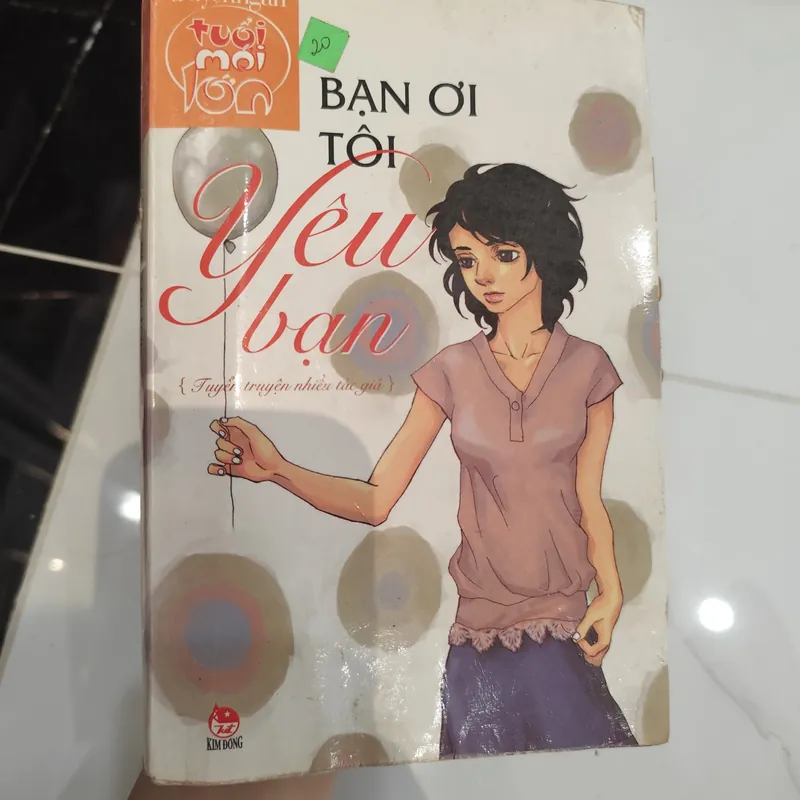 tuổi
mới
lớn
20
BẠN ƠI
TÔI
Yêu
bạn
{ Tuyển truyện nhiều tác giả }
KIM ĐỒNG